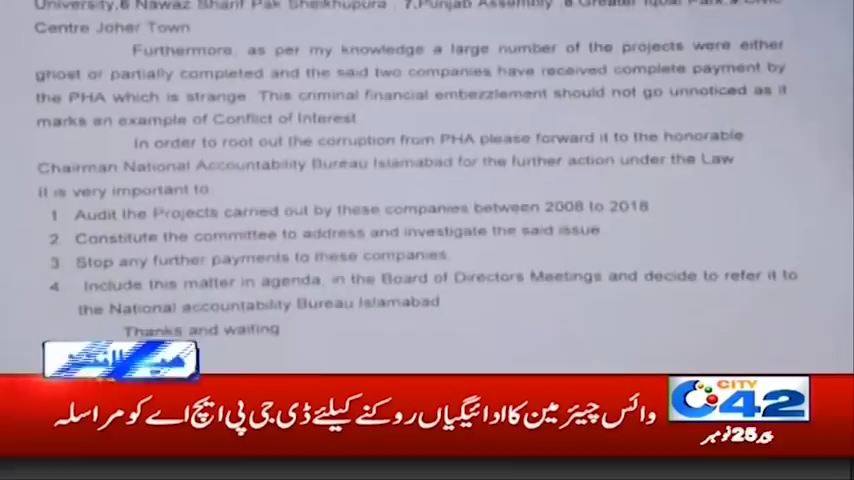 University,6 Nawaz Sharif Pak Sheikhupura ,7,Punjab Assembly ,8 Greater Iqbal Park 9 Civic
Centre Joher Town
Furthermore, as per my knowledge a large number of the projects were either
ghost or partially completed and the said two companies have received complete payment by
the PHA which is strange. This criminal financial embezzlement should not go unnoticed as it
marks an example of Conflict of Interest
In order to root out the corruption from PHA please forward it to the honorable
Chairman National Accountability Bureau Islamabad for the further action under the Law
It is very important to
1 Audit the Projects carried out by these companies between 2008 to 2018
2 Constitute the committee to address and investigate the said issue
3 Stop any further payments to these companies
4 Include this matter in agenda, in the Board of Directors Meetings and decide to refer it to
the National accountability Bureau Islamabad
Thanks and waiting
ہیڈ لائنز
وائس چیئرمین کا ادائیگیاں روکنے کیلئے ڈی جی پی ایچ اے کو مراسلہ
CITY
42
25 نومبر